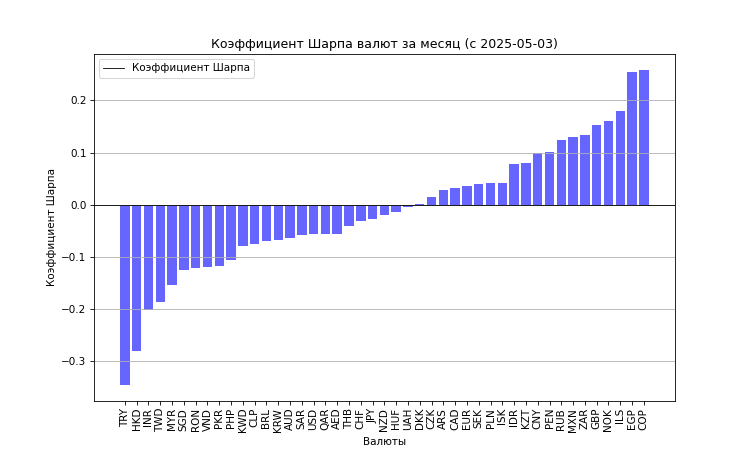 Коэффициент Шарпа валют за месяц (с 2025-05-03)
Коэффициент Шарпа
Коэффициент Шарпа
0.2
0.1
0.0
−0.1
−0.2
−0.3
TRY HKD INR TWD MYR SGD RON VND PKR PHP KWD CLP BRL KRW AUD SAR USD QAR AED THB CHF JPY NZD HUF UAH DKK CZK ARS CAD EUR SEK PLN ISK IDR KZT CNY PEN RUB MXN ZAR GBP NOK ILS EGP COP
Валюты